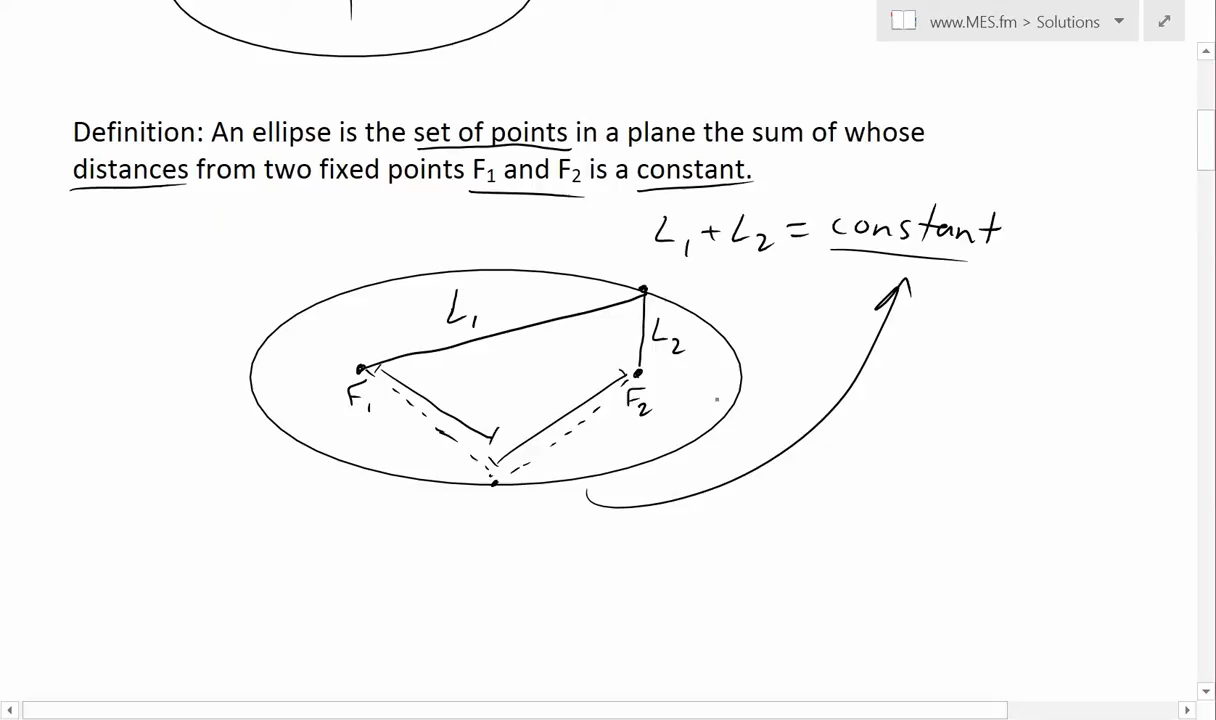 www.MES.fm > Solutions
Definition: An ellipse is the set of points in a plane the sum of whose
distances from two fixed points F₁ and F₂ is a constant.
L₁ + L₂ = constant
L₁
L₂
F₁
F₂